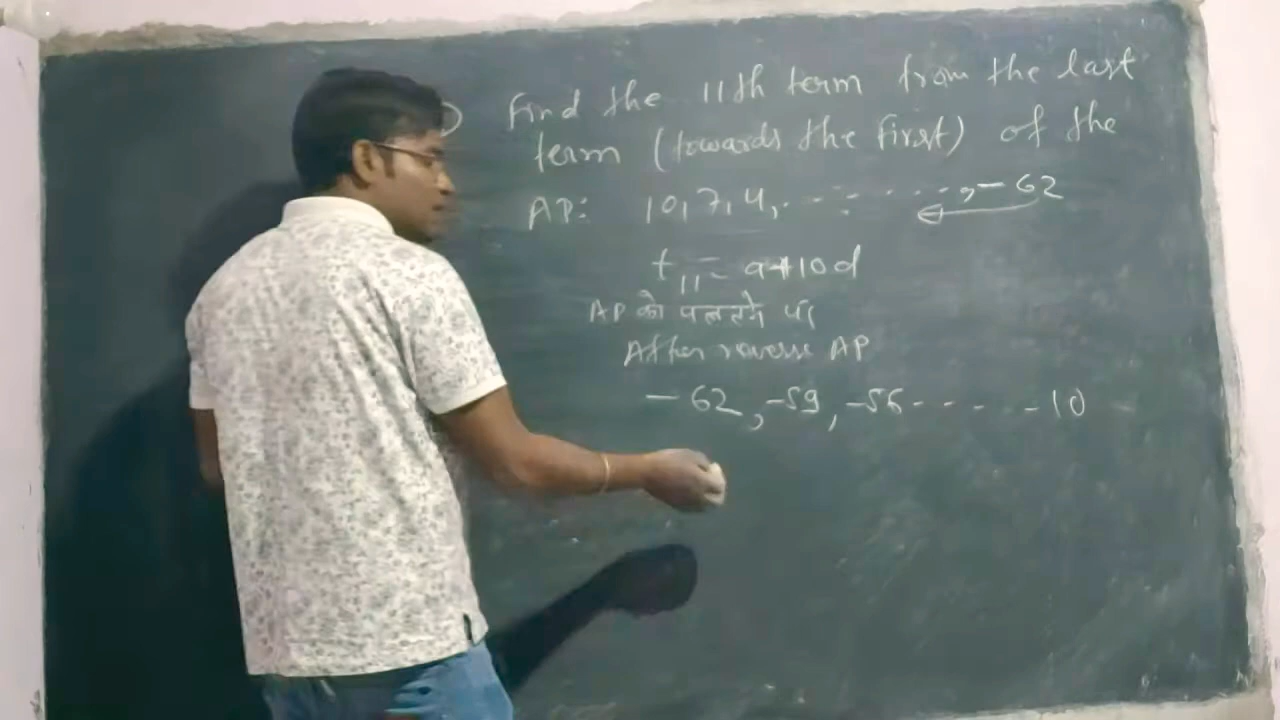 ) Find the 11th term from the last
term (towards the first) of the
AP: 10, 7, 4, ............, -62
t11 = a+10d
AP को पलटने पर
After reverse AP
-62, -59, -56 ---- -10